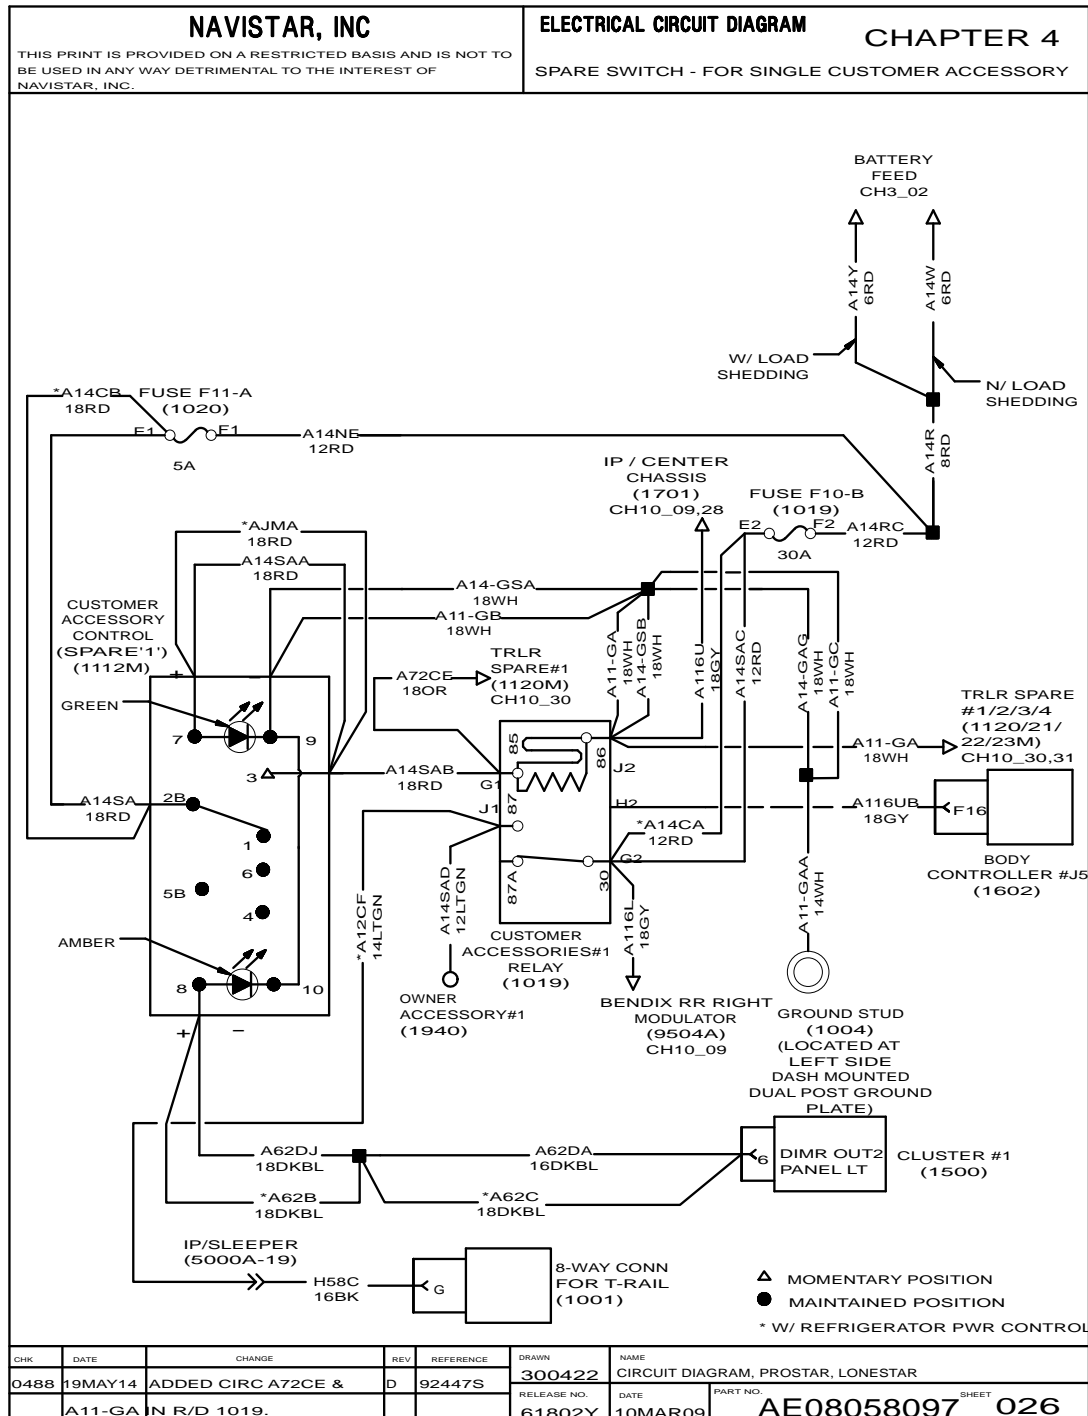 NAVISTAR, INC
THIS PRINT IS PROVIDED ON A RESTRICTED BASIS AND IS NOT TO
BE USED IN ANY WAY DETRIMENTAL TO THE INTEREST OF
NAVISTAR, INC.
ELECTRICAL CIRCUIT DIAGRAM
CHAPTER 4
SPARE SWITCH - FOR SINGLE CUSTOMER ACCESSORY
BATTERY
FEED
CH3_02
A14Y
6RD
A14W
6RD
W/ LOAD
SHEDDING
N/ LOAD
SHEDDING
A14R
8RD
*A14CB
18RD
FUSE F11-A
(1020)
E1
F1
5A
A14NE
12RD
IP / CENTER
CHASSIS
(1701)
CH10_09,28
FUSE F10-B
(1019)
E2
F2
30A
A14RC
12RD
*AJMA
18RD
A14SAA
18RD
A14-GSA
18WH
A11-GB
18WH
CUSTOMER
ACCESSORY
CONTROL
(SPARE'1')
(1112M)
+
-
GREEN
7
9
3
2B
1
6
5B
4
AMBER
8
10
+
-
A14SA
18RD
A72CE
18OR
TRLR
SPARE#1
(1120M)
CH10_30
A11-GA
18WH
A14-GSB
18WH
A116U
18GY
A14SAC
12RD
A14-GAG
18WH
A11-GC
18WH
TRLR SPARE
#1/2/3/4
(1120/21/
22/23M)
CH10_30,31
A11-GA
18WH
A14SAB
18RD
G1
85
86
J2
J1
87
H2
87A
30
G2
*A14CA
12RD
A116UB
18GY
F16
BODY
CONTROLLER #J5
(1602)
*A12CF
14LTGN
A14SAD
12LTGN
A116L
18GY
A11-GAA
14WH
CUSTOMER
ACCESSORIES#1
RELAY
(1019)
OWNER
ACCESSORY#1
(1940)
BENDIX RR RIGHT
MODULATOR
(9504A)
CH10_09
GROUND STUD
(1004)
(LOCATED AT
LEFT SIDE
DASH MOUNTED
DUAL POST GROUND
PLATE)
A62DJ
18DKBL
A62DA
16DKBL
6
DIMR OUT2
PANEL LT
CLUSTER #1
(1500)
*A62B
18DKBL
*A62C
18DKBL
IP/SLEEPER
(5000A-19)
H58C
16BK
G
8-WAY CONN
FOR T-RAIL
(1001)
MOMENTARY POSITION
MAINTAINED POSITION
* W/ REFRIGERATOR PWR CONTROL
CHK DATE CHANGE REV REFERENCE
0488 19MAY14 ADDED CIRC A72CE & D 92447S
A11-GA IN R/D 1019.
DRAWN
300422
NAME
CIRCUIT DIAGRAM, PROSTAR, LONESTAR
RELEASE NO.
61802Y
DATE
10MAR09
PART NO.
AE08058097
SHEET
026